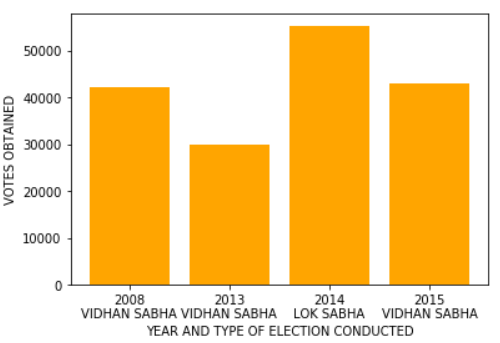 VOTES OBTAINED
50000
40000
30000
20000
10000
0
2008 2013 2014 2015
VIDHAN SABHA VIDHAN SABHA LOK SABHA VIDHAN SABHA
YEAR AND TYPE OF ELECTION CONDUCTED